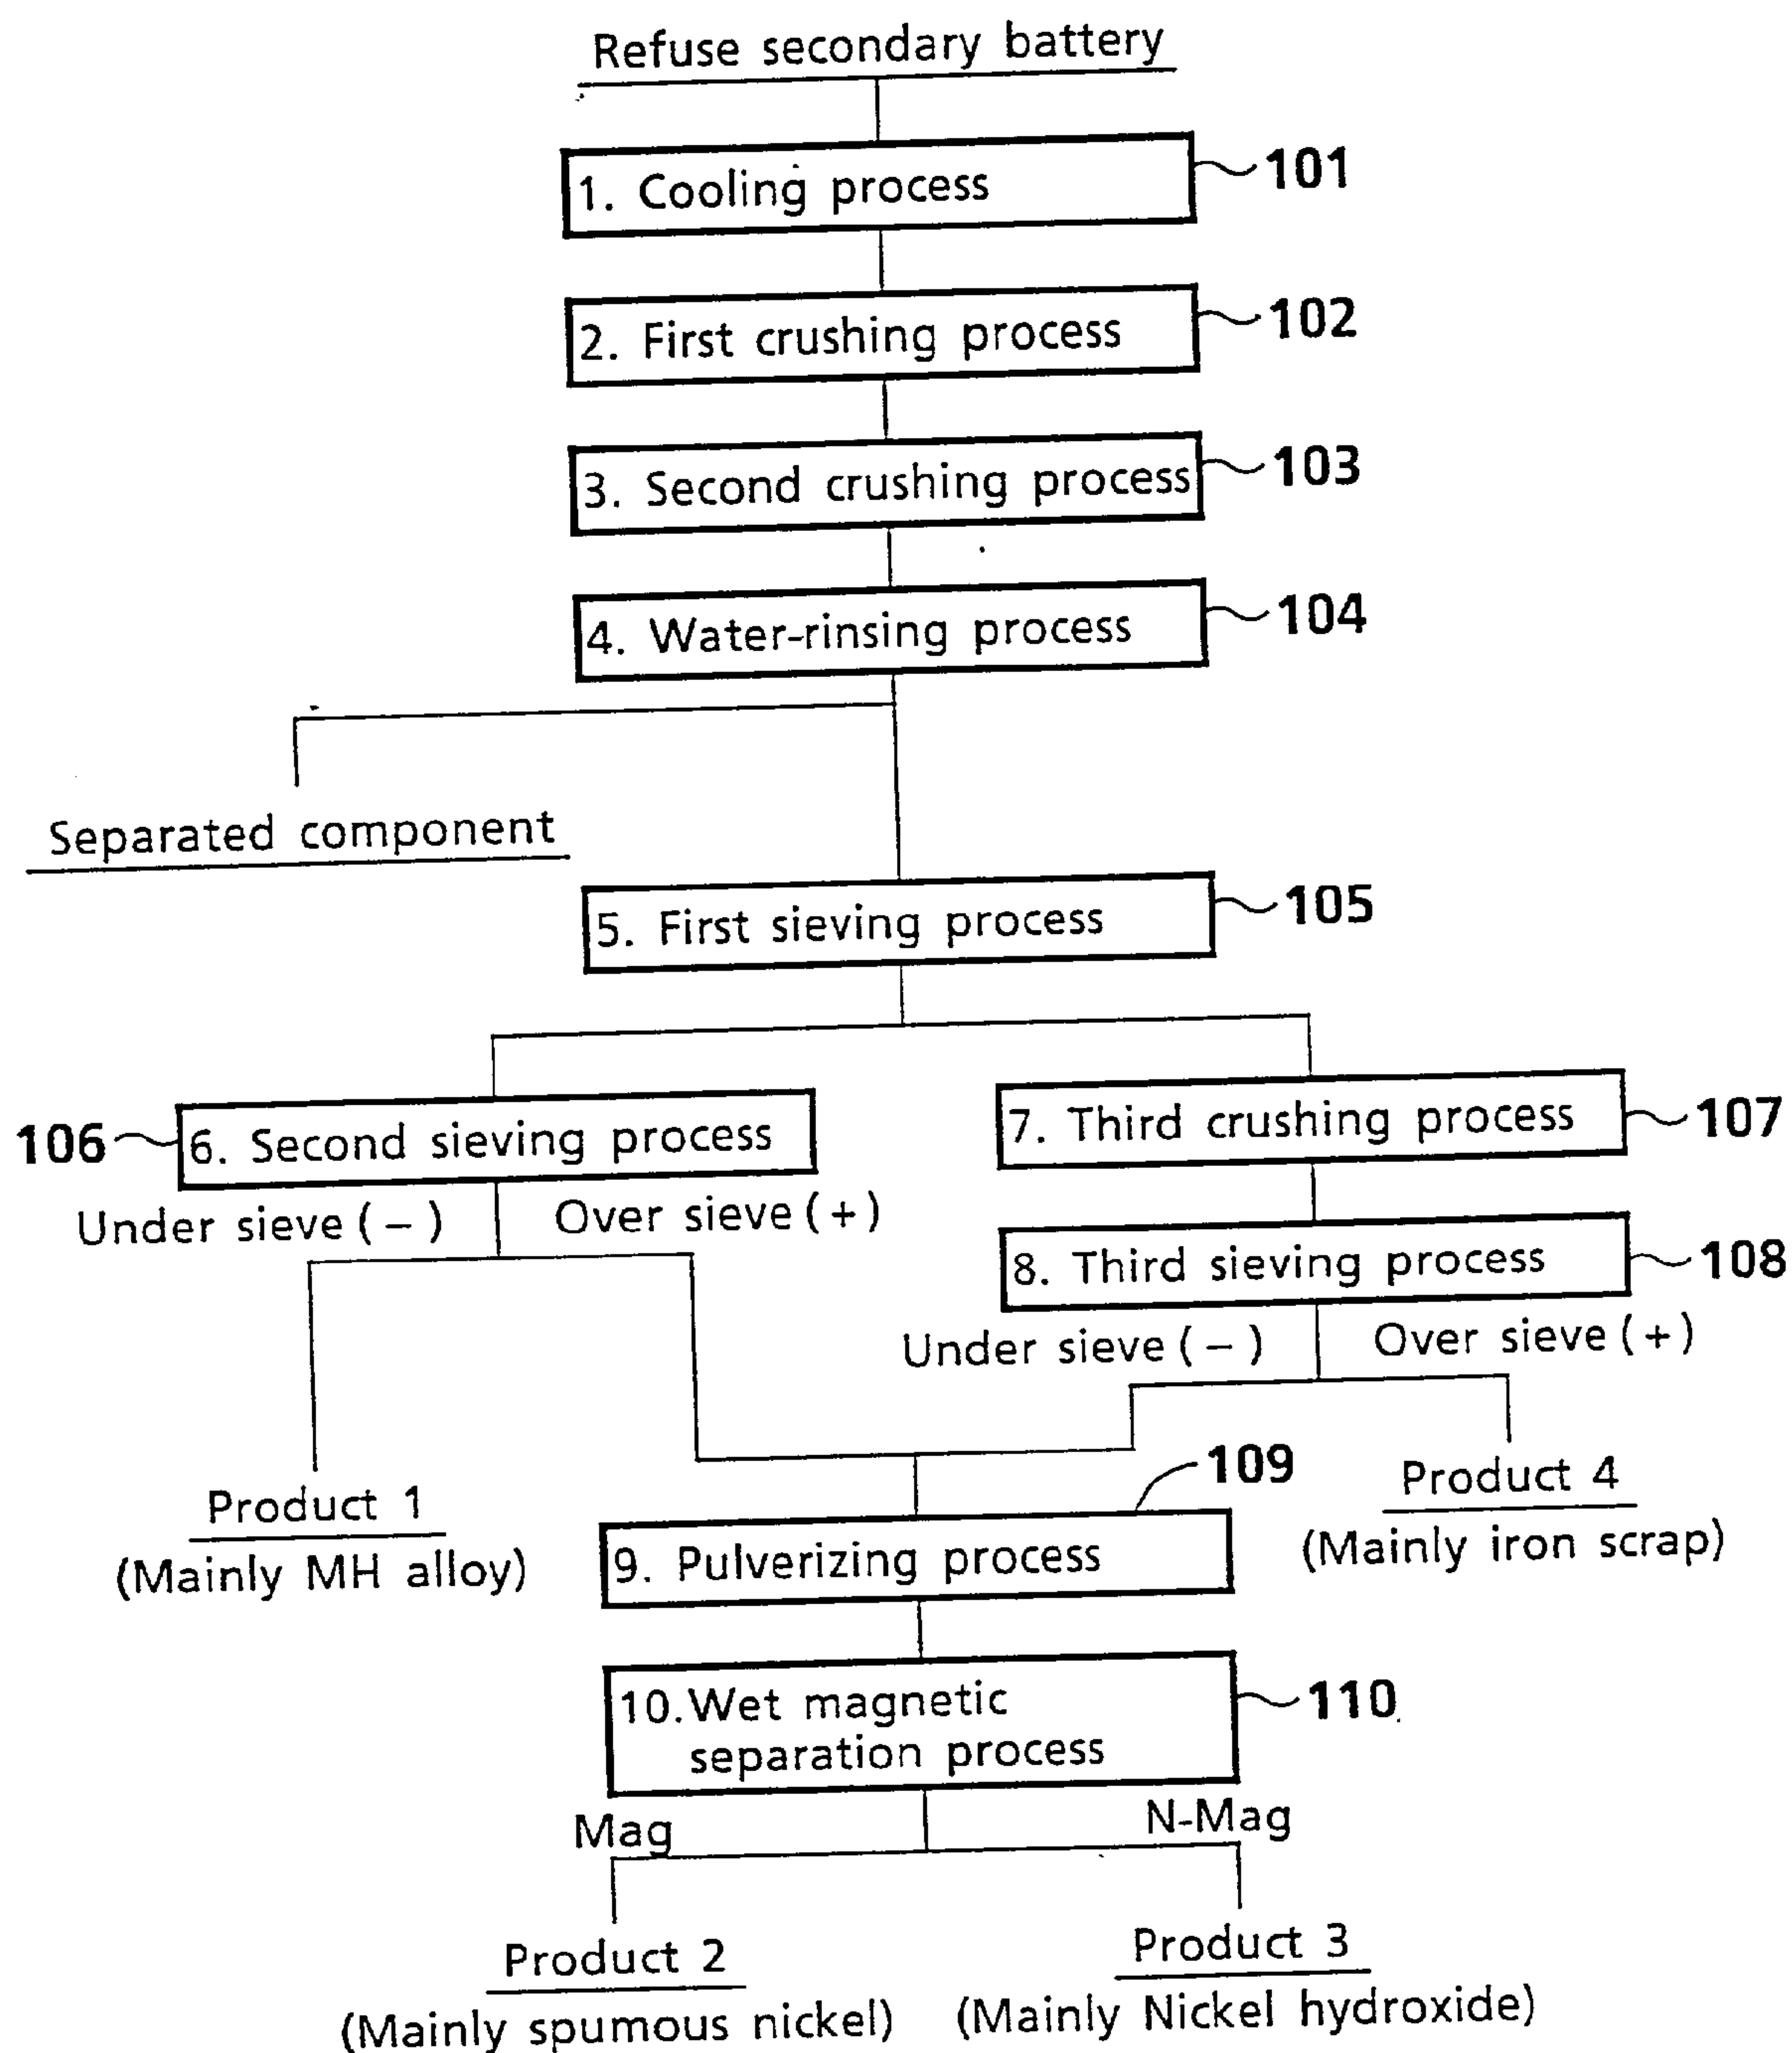 Refuse secondary battery
1. Cooling process
101
2. First crushing process
102
3. Second crushing process
103
4. Water-rinsing process
104
Separated component
5. First sieving process
105
106
6. Second sieving process
7. Third crushing process
107
Under sieve (−)
Over sieve (+)
8. Third sieving process
108
Under sieve (−)
Over sieve (+)
Product 1
(Mainly MH alloy)
109
9. Pulverizing process
Product 4
(Mainly iron scrap)
10. Wet magnetic
separation process
110
Mag
N-Mag
Product 2
(Mainly spumous nickel)
Product 3
(Mainly Nickel hydroxide)